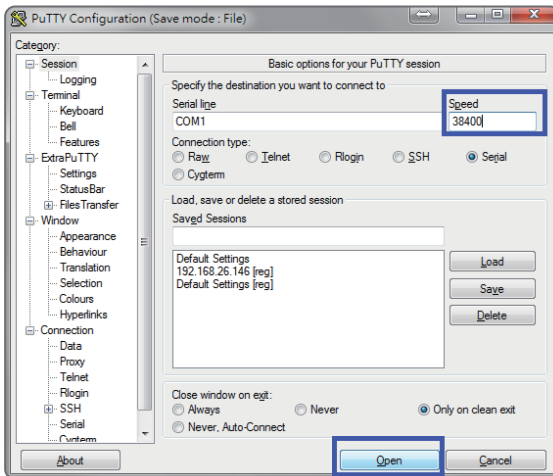 PuTTY Configuration (Save mode : File)
Category:
Session
Logging
Terminal
Keyboard
Bell
Features
ExtraPuTTY
Settings
StatusBar
FilesTransfer
Window
Appearance
Behaviour
Translation
Selection
Colours
Hyperlinks
Connection
Data
Proxy
Telnet
Rlogin
SSH
Serial
Cygterm
Basic options for your PuTTY session
Specify the destination you want to connect to
Serial line Speed
COM1 38400
Connection type:
Raw Telnet Rlogin SSH Serial
Cygterm
Load, save or delete a stored session
Saved Sessions
Default Settings
192.168.26.146 [reg]
Default Settings [reg]
Load
Save
Delete
Close window on exit:
Always Never Only on clean exit
Never, Auto-Connect
About Open Cancel